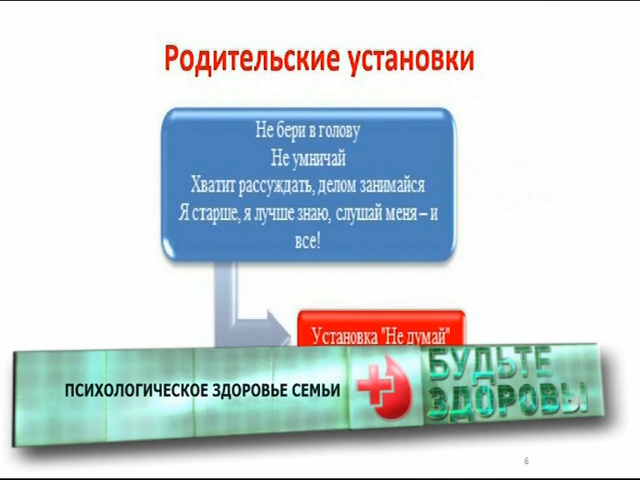 Родительские установки
Не бери в голову
Не умничай
Хватит рассуждать, делом занимайся
Я старше, я лучше знаю, слушай меня – и
все!
Установка "Не думай"
ПСИХОЛОГИЧЕСКОЕ ЗДОРОВЬЕ СЕМЬИ
БУДЬТЕ
ЗДОРОВЫ
6